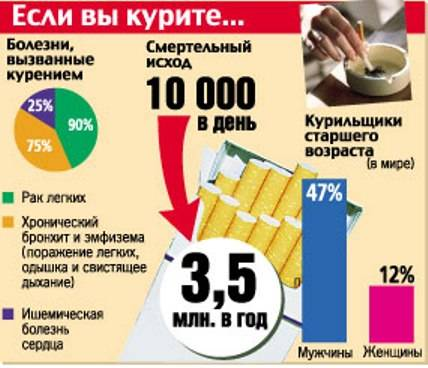 Если вы курите...
Болезни,
вызванные
курением
25%
90%
75%
Рак легких
Хронический
бронхит и эмфизема
(поражение легких,
одышка и свистящее
дыхание)
Ишемическая
болезнь
сердца
Смертельный
исход
10 000
в день
3,5
млн. в год
Курильщики
старшего
возраста
(в мире)
47%
12%
Мужчины
Женщины